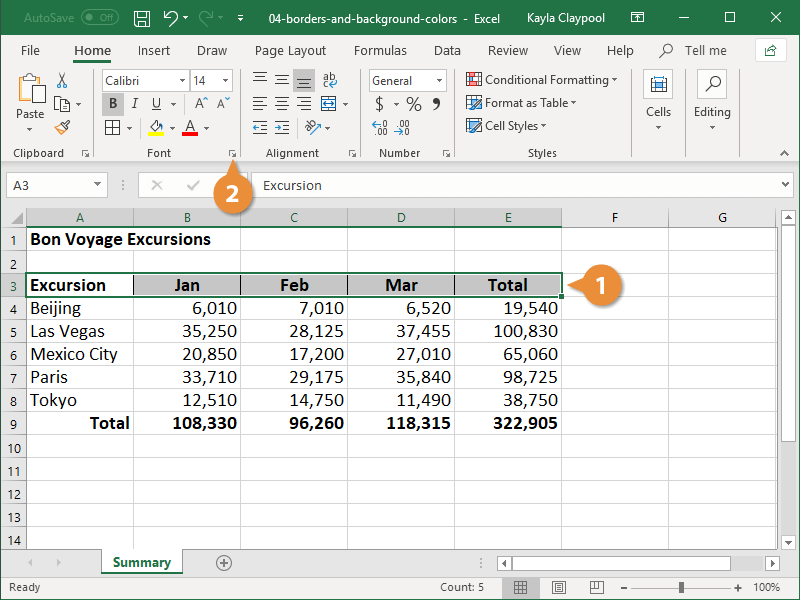 AutoSave Off 04-borders-and-background-colors - Excel Kayla Claypool
File Home Insert Draw Page Layout Formulas Data Review View Help Tell me
Paste
Calibri 14
B I U A A
A
ab
General
$ % ,
Conditional Formatting
Format as Table
Cell Styles
Cells
Editing
Clipboard Font Alignment Number Styles
A3 Excursion
2
A B C D E F G
1 Bon Voyage Excursions
2
3 Excursion Jan Feb Mar Total
1
4 Beijing 6,010 7,010 6,520 19,540
5 Las Vegas 35,250 28,125 37,455 100,830
6 Mexico City 20,850 17,200 27,010 65,060
7 Paris 33,710 29,175 35,840 98,725
8 Tokyo 12,510 14,750 11,490 38,750
9 Total 108,330 96,260 118,315 322,905
10
11
12
13
14
Summary
Ready Count: 5 100%